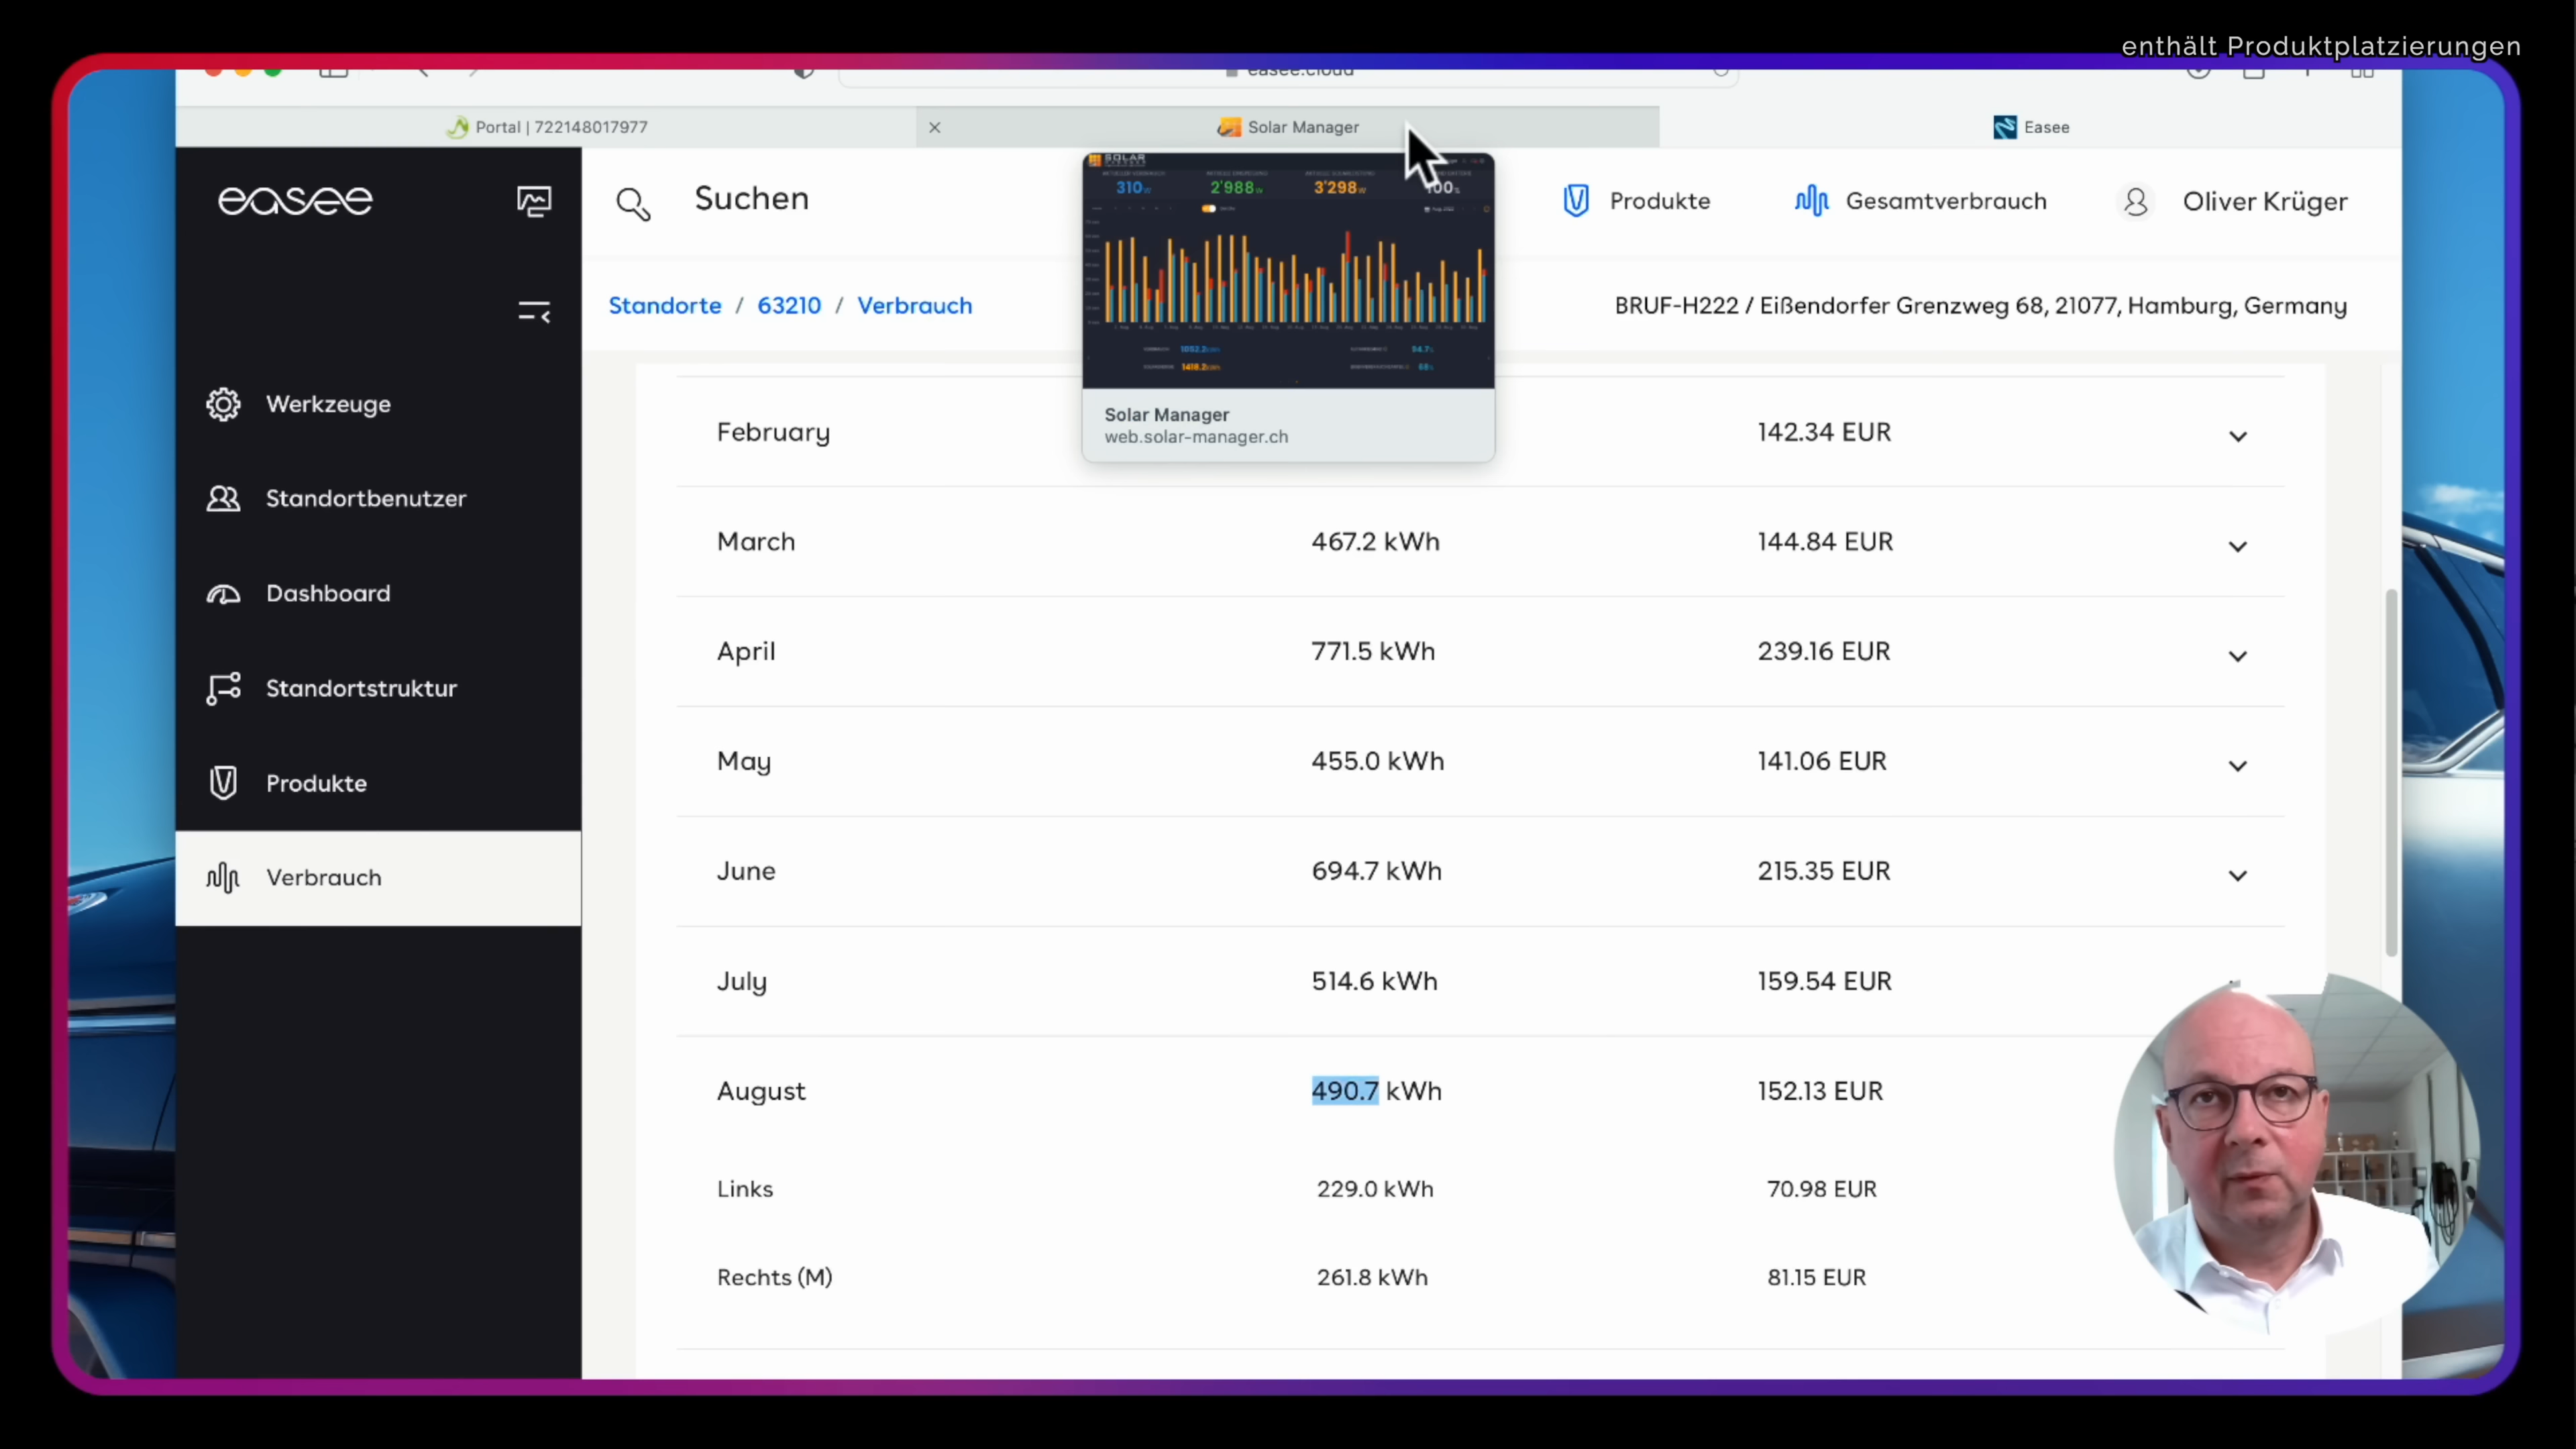 enthält Produktplatzierungen
easee.cloud
Portal | 722148017977
Solar Manager
Easee
easee
Suchen
Produkte
Gesamtverbrauch
Oliver Krüger
SOLAR
310
2'988
3'298
100
Standorte / 63210 / Verbrauch
BRUF-H222 / Eißendorfer Grenzweg 68, 21077, Hamburg, Germany
Solar Manager
web.solar-manager.ch
Werkzeuge
Standortbenutzer
Dashboard
Standortstruktur
Produkte
Verbrauch
February 142.34 EUR
March 467.2 kWh 144.84 EUR
April 771.5 kWh 239.16 EUR
May 455.0 kWh 141.06 EUR
June 694.7 kWh 215.35 EUR
July 514.6 kWh 159.54 EUR
August 490.7 kWh 152.13 EUR
Links 229.0 kWh 70.98 EUR
Rechts (M) 261.8 kWh 81.15 EUR